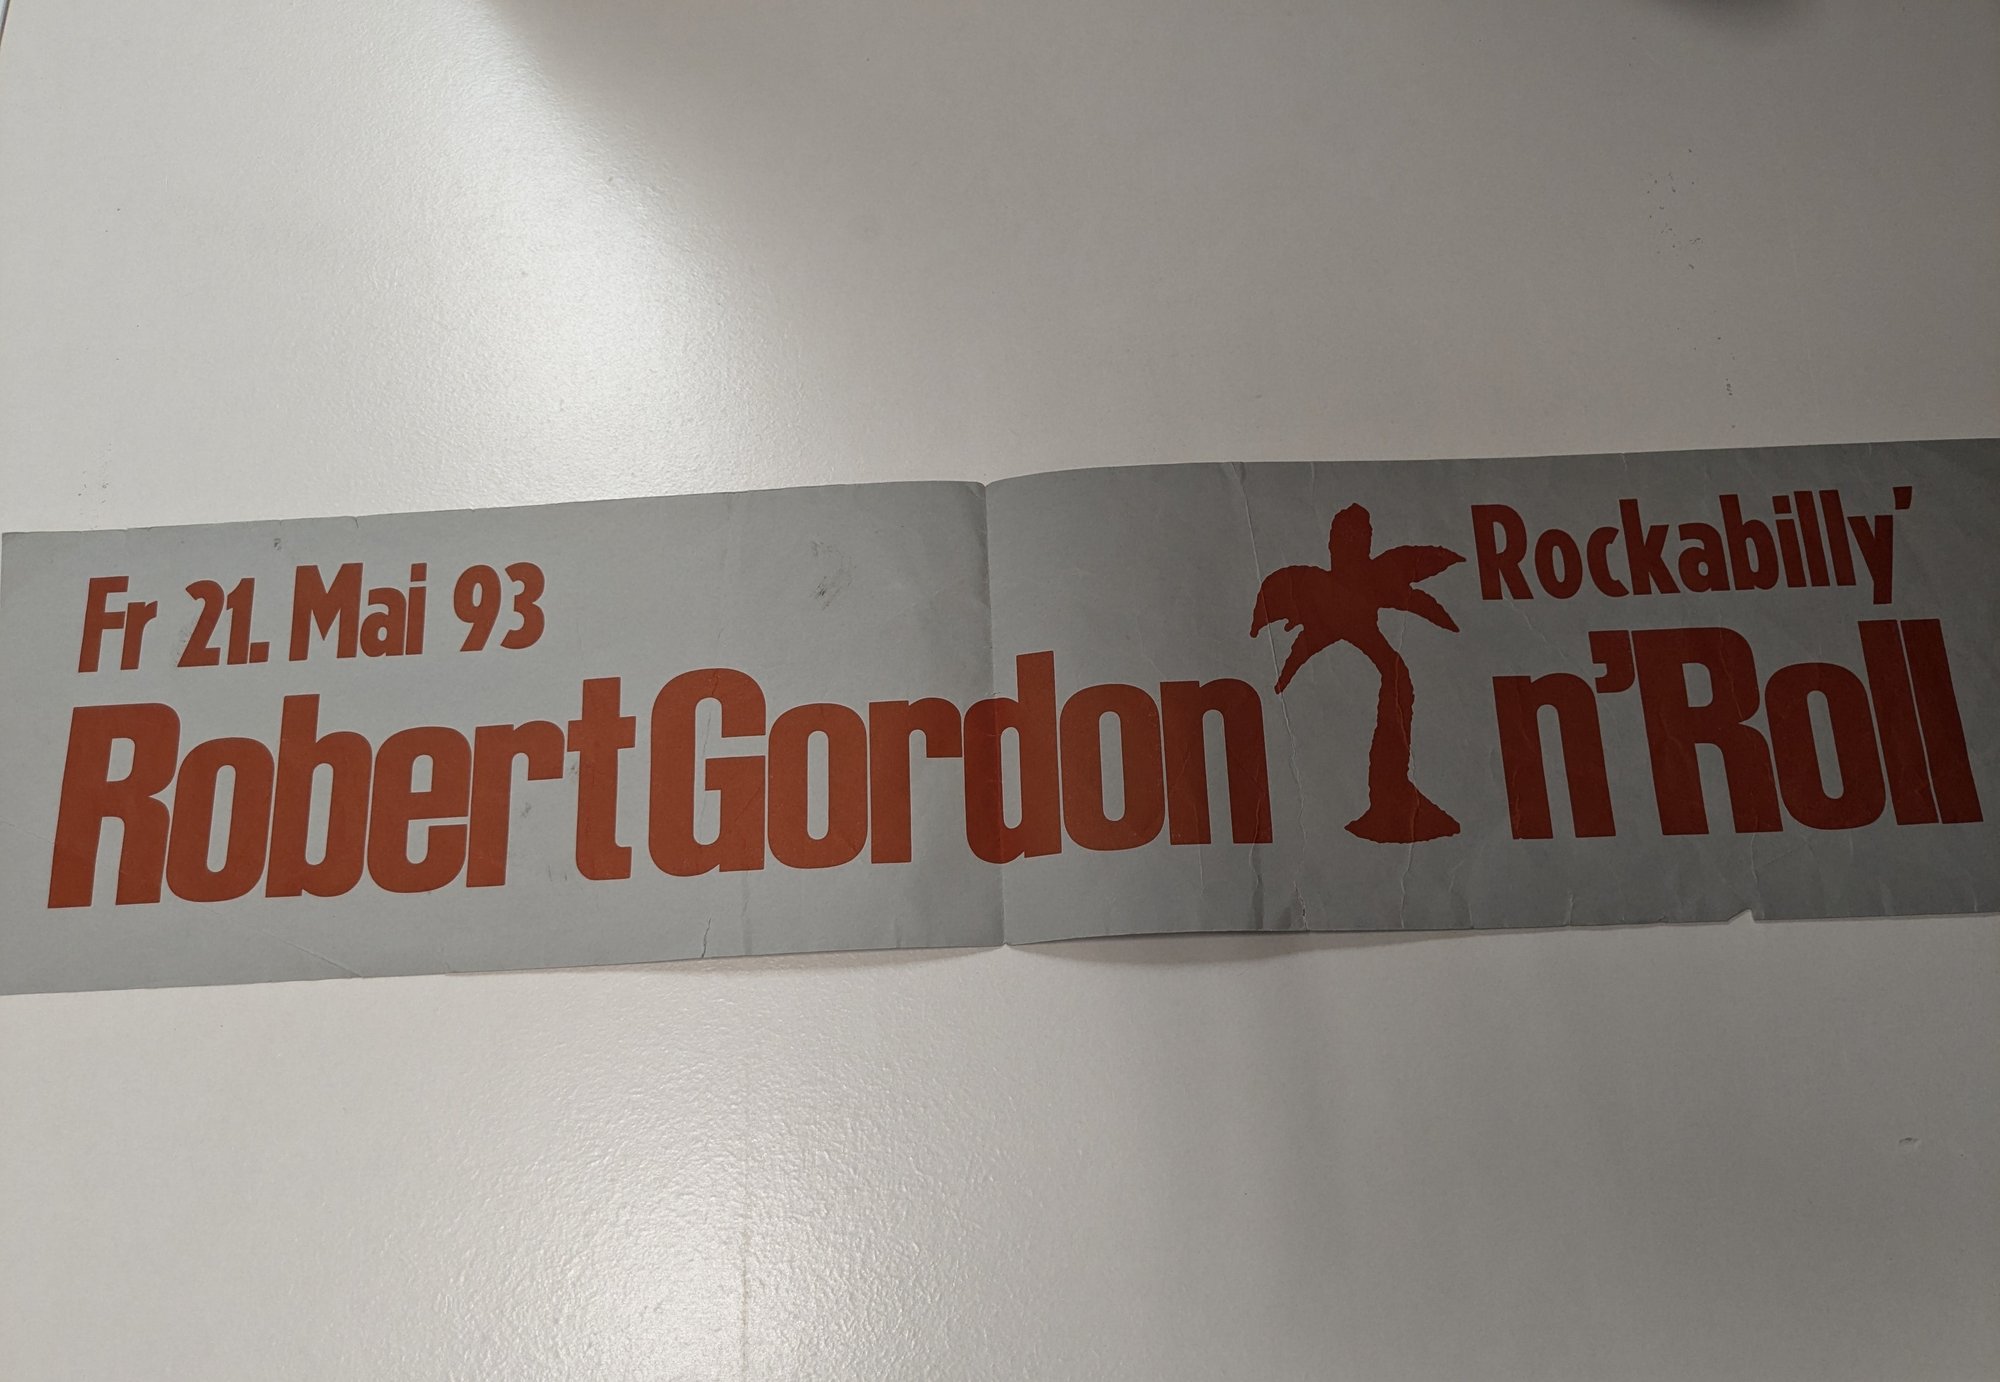 Fr 21. Mai 93
Robert Gordon
Rockabilly'
n'Roll